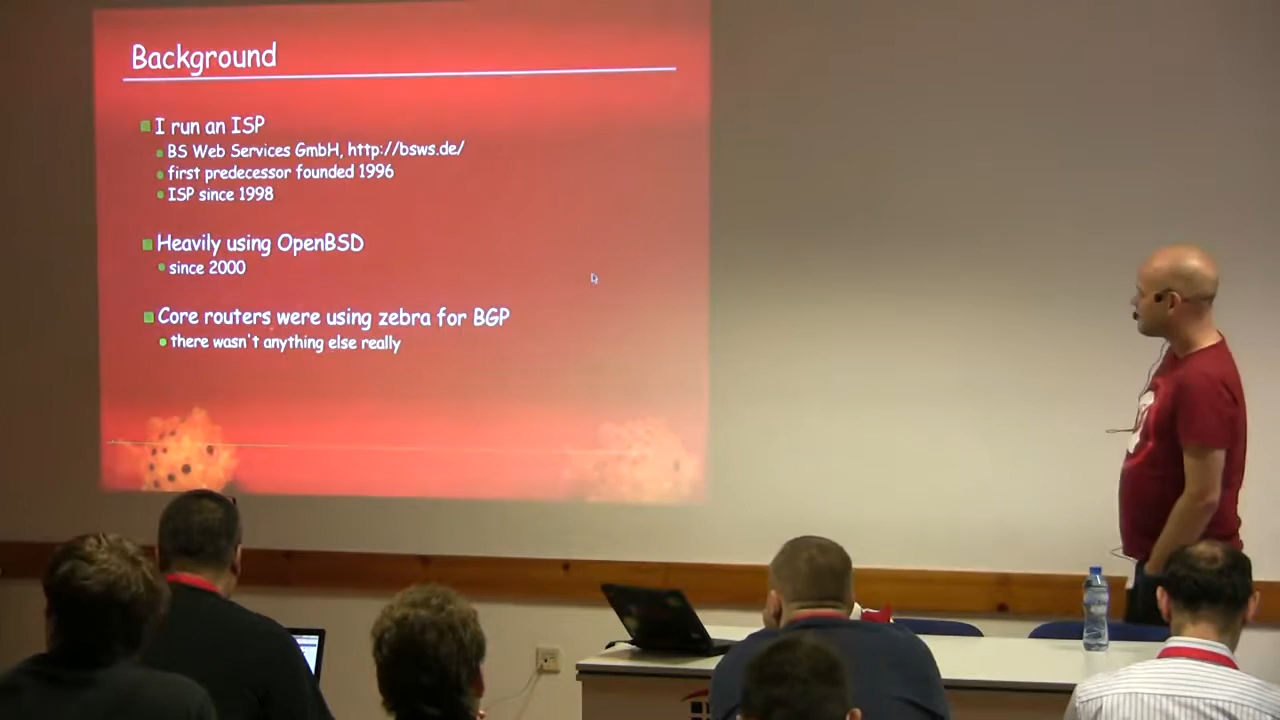 Background
I run an ISP
BS Web Services GmbH, http://bsws.de/
first predecessor founded 1996
ISP since 1998
Heavily using OpenBSD
since 2000
Core routers were using zebra for BGP
there wasn't anything else really